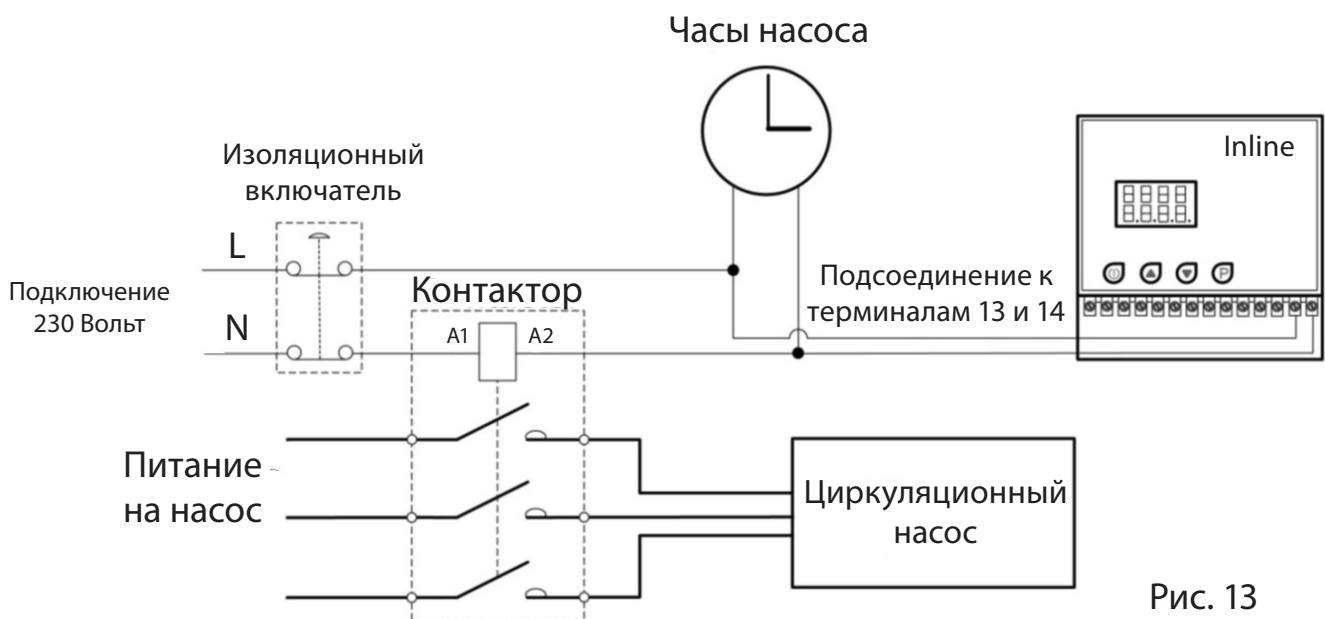 Часы насоса
Inline
Изоляционный
включатель
L
Подключение
230 Вольт
N
Контактор
A1
A2
Подсоединение к
терминалам 13 и 14
P
Питание
на насос
Циркуляционный
насос
Рис. 13